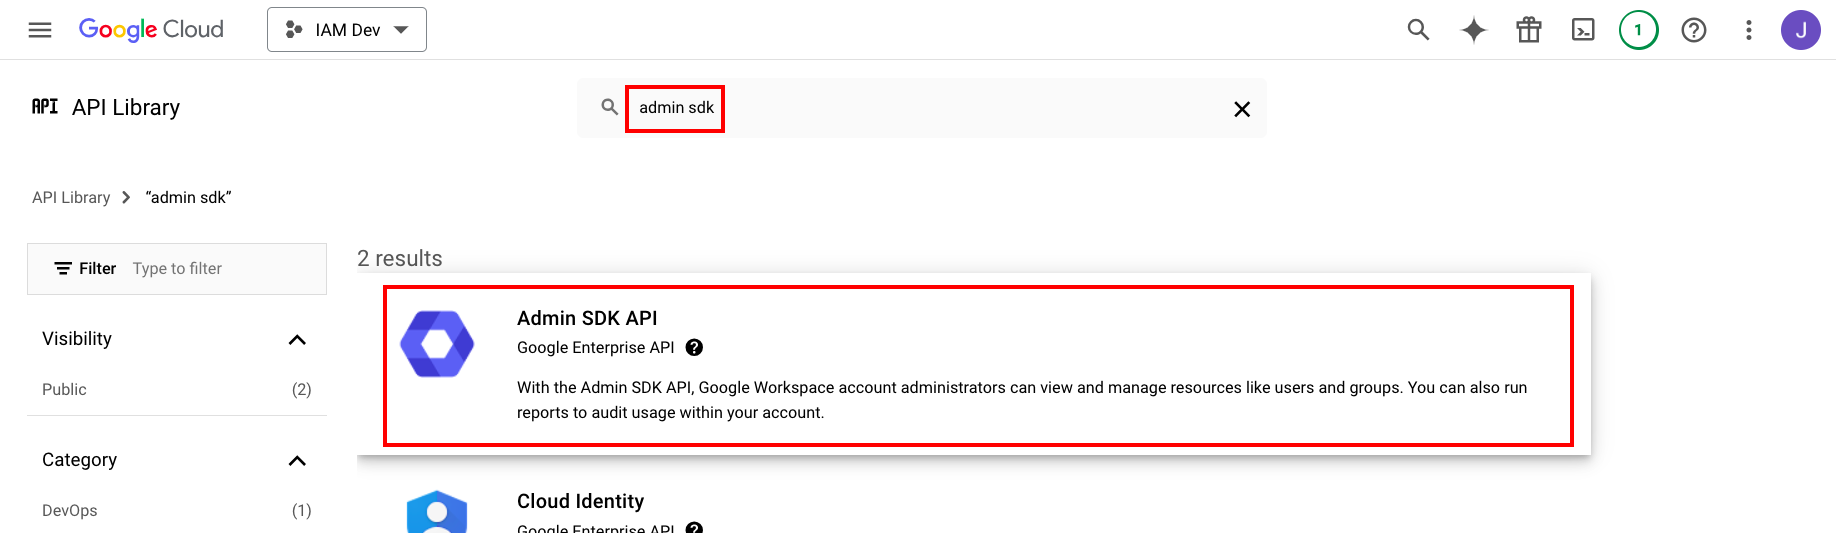 Google Cloud
IAM Dev
1
J
API API Library
admin sdk
API Library
“admin sdk”
Filter Type to filter
2 results
Visibility
Public (2)
Category
DevOps (1)
Admin SDK API
Google Enterprise API
With the Admin SDK API, Google Workspace account administrators can view and manage resources like users and groups. You can also run
reports to audit usage within your account.
Cloud Identity
Google Enterprise API